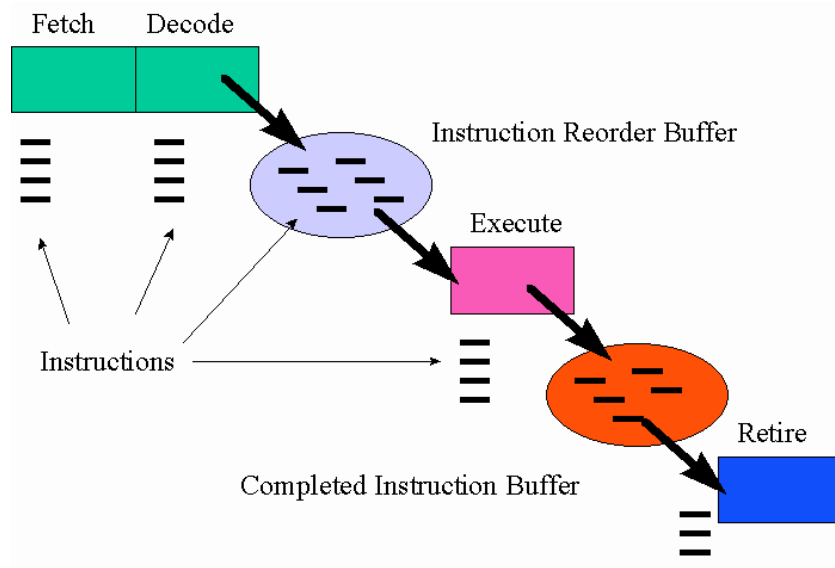 Fetch
Decode
Instruction Reorder Buffer
Execute
Instructions
Retire
Completed Instruction Buffer